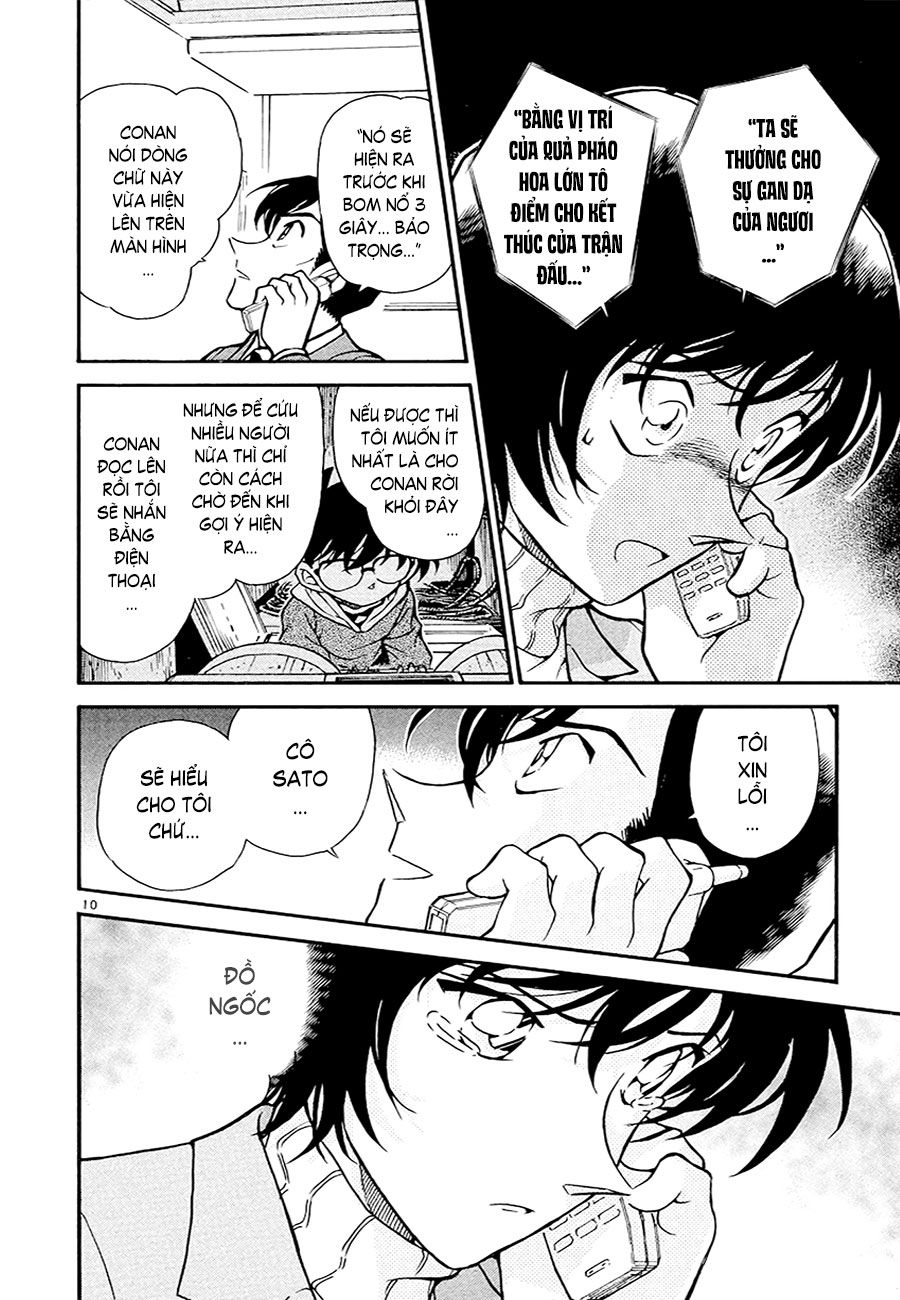 "TA SẼ
THƯỞNG CHO
SỰ GAN DẠ
CỦA NGƯƠI
..."
"BẰNG VỊ TRÍ
CỦA QUẢ PHÁO
HOA LỚN TÔ
ĐIỂM CHO KẾT
THÚC CỦA TRẬN
ĐẤU..."
"NÓ SẼ
HIỆN RA
TRƯỚC KHI
BOM NỔ 3
GIÂY... BẢO
TRỌNG..."
CONAN
NÓI DÒNG
CHỮ NÀY
VỪA HIỆN
LÊN TRÊN
MÀN HÌNH
...
NẾU ĐƯỢC THÌ
TÔI MUỐN ÍT
NHẤT LÀ CHO
CONAN RỜI
KHỎI ĐÂY
...
NHƯNG ĐỂ CỨU
NHIỀU NGƯỜI
NỮA THÌ CHỈ
CÒN CÁCH
CHỜ ĐẾN KHI
GỢI Ý HIỆN
RA...
CONAN
ĐỌC LÊN
RỒI TÔI
SẼ NHẮN
BẰNG
ĐIỆN
THOẠI
...
TÔI
XIN
LỖI
...
CÔ
SATO
...
SẼ HIỂU
CHO TÔI
CHỨ...
10
ĐỒ
NGỐC
...